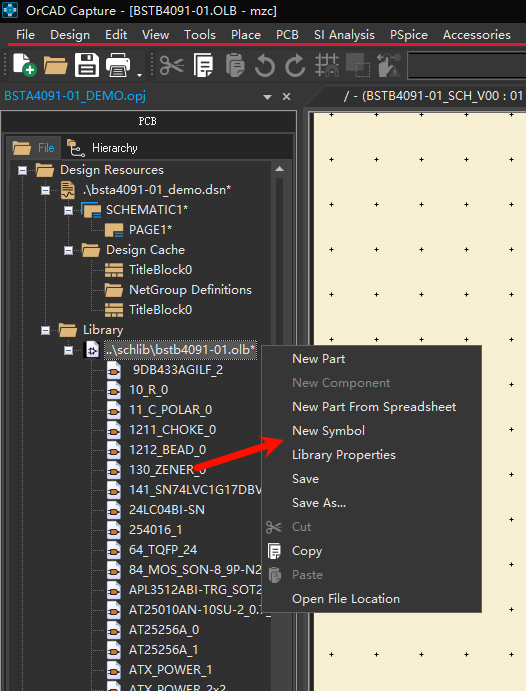 OrCAD Capture - [BSTB4091-01.OLB - mzc]
File Design Edit View Tools Place PCB SI Analysis PSpice Accessories
BSTA4091-01_DEMO.opj
/ - (BSTB4091-01_SCH_V00 : 01
PCB
File Hierarchy
Design Resources
.\bsta4091-01_demo.dsn*
SCHEMATIC1*
PAGE1*
Design Cache
TitleBlock0
NetGroup Definitions
TitleBlock0
Library
..\schlib\bstb4091-01.olb*
9DB433AGILF_2
10_R_0
11_C_POLAR_0
1211_CHOKE_0
1212_BEAD_0
130_ZENER_0
141_SN74LVC1G17DBV
24LC04BI-SN
254016_1
64_TQFP_24
84_MOS_SON-8_9P-N2
APL3512ABI-TRG_SOT2
AT25010AN-10SU-2_0.7
AT25256A_0
AT25256A_1
ATX_POWER_1
ATX_POWER_2x2
New Part
New Component
New Part From Spreadsheet
New Symbol
Library Properties
Save
Save As...
Cut
Copy
Paste
Open File Location